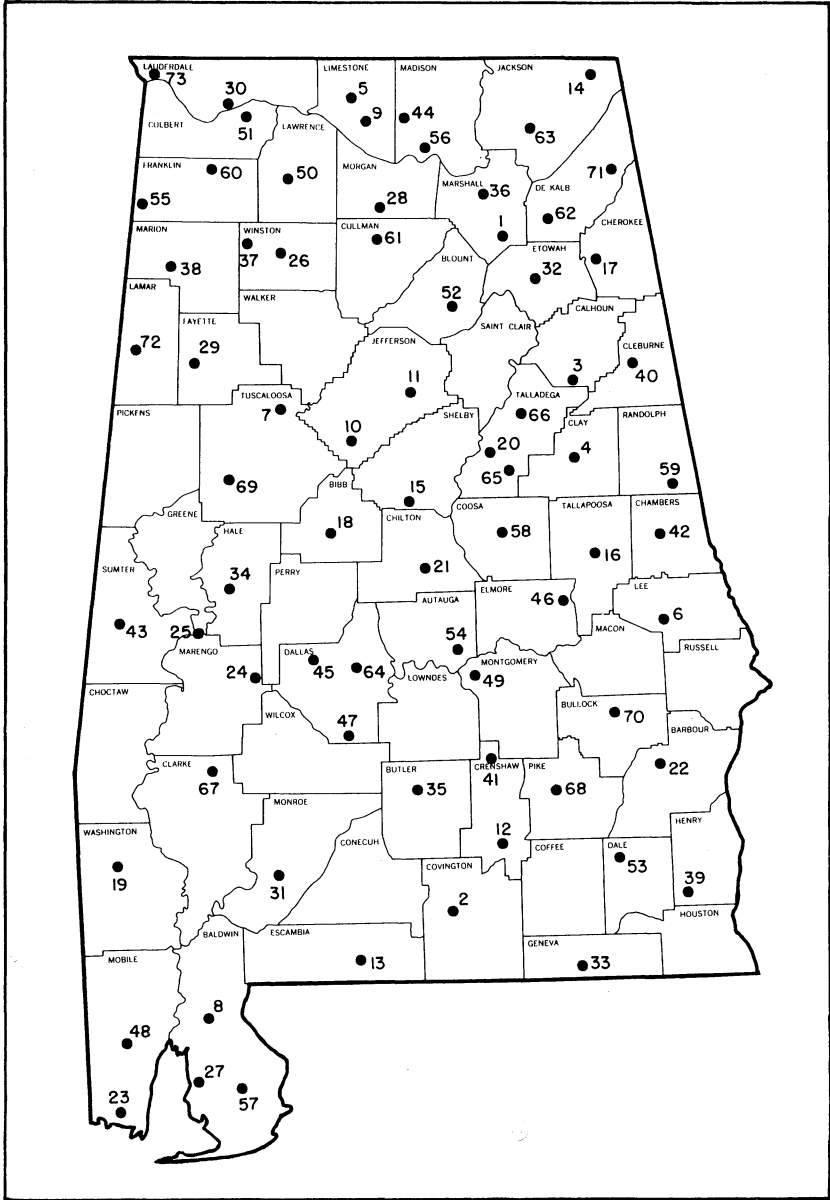 LAUDERDALE
73
30
LIMESTONE
5
9
MADISON
44
56
JACKSON
14
63
COLBERT
51
LAWRENCE
50
FRANKLIN
60
55
MORGAN
28
MARSHALL
36
1
DE KALB
71
62
CHEROKEE
17
MARION
38
WINSTON
37
26
CULLMAN
61
BLOUNT
52
ETOWAH
32
LAMAR
72
FAYETTE
29
WALKER
JEFFERSON
11
10
SAINT CLAIR
CALHOUN
3
CLEBURNE
40
PICKENS
TUSCALOOSA
7
69
SHELBY
15
TALLADEGA
66
20
65
CLAY
4
RANDOLPH
59
GREENE
HALE
34
BIBB
18
CHILTON
21
COOSA
58
TALLAPOOSA
16
CHAMBERS
42
SUMTER
43
25
PERRY
AUTAUGA
54
ELMORE
46
LEE
6
MACON
RUSSELL
MARENGO
24
DALLAS
45
64
47
LOWNDES
MONTGOMERY
49
BULLOCK
70
BARBOUR
22
CHOCTAW
WILCOX
CLARKE
67
BUTLER
35
CRENSHAW
41
12
PIKE
68
MONROE
31
CONECUH
WASHINGTON
19
COVINGTON
2
COFFEE
DALE
53
HENRY
39
HOUSTON
BALDWIN
ESCAMBIA
13
GENEVA
33
MOBILE
48
23
8
27
57